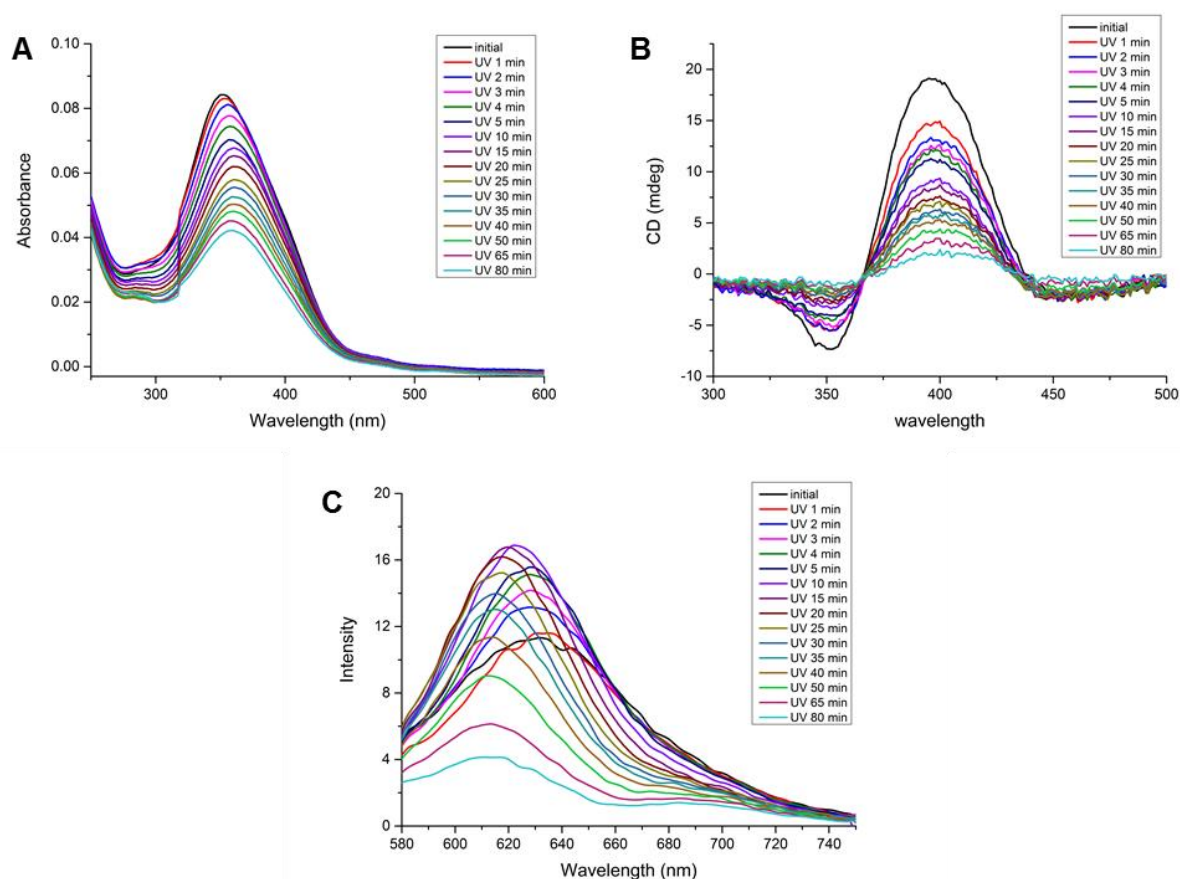 A
0.10
0.08
0.06
0.04
0.02
0.00
Absorbance
300
400
500
600
Wavelength (nm)
initial
UV 1 min
UV 2 min
UV 3 min
UV 4 min
UV 5 min
UV 10 min
UV 15 min
UV 20 min
UV 25 min
UV 30 min
UV 35 min
UV 40 min
UV 50 min
UV 65 min
UV 80 min
B
20
15
10
5
0
-5
-10
CD (mdeg)
300
350
400
450
500
wavelength
initial
UV 1 min
UV 2 min
UV 3 min
UV 4 min
UV 5 min
UV 10 min
UV 15 min
UV 20 min
UV 25 min
UV 30 min
UV 35 min
UV 40 min
UV 50 min
UV 65 min
UV 80 min
C
20
16
12
8
4
0
Intensity
580
600
620
640
660
680
700
720
740
Wavelength (nm)
initial
UV 1 min
UV 2 min
UV 3 min
UV 4 min
UV 5 min
UV 10 min
UV 15 min
UV 20 min
UV 25 min
UV 30 min
UV 35 min
UV 40 min
UV 50 min
UV 65 min
UV 80 min